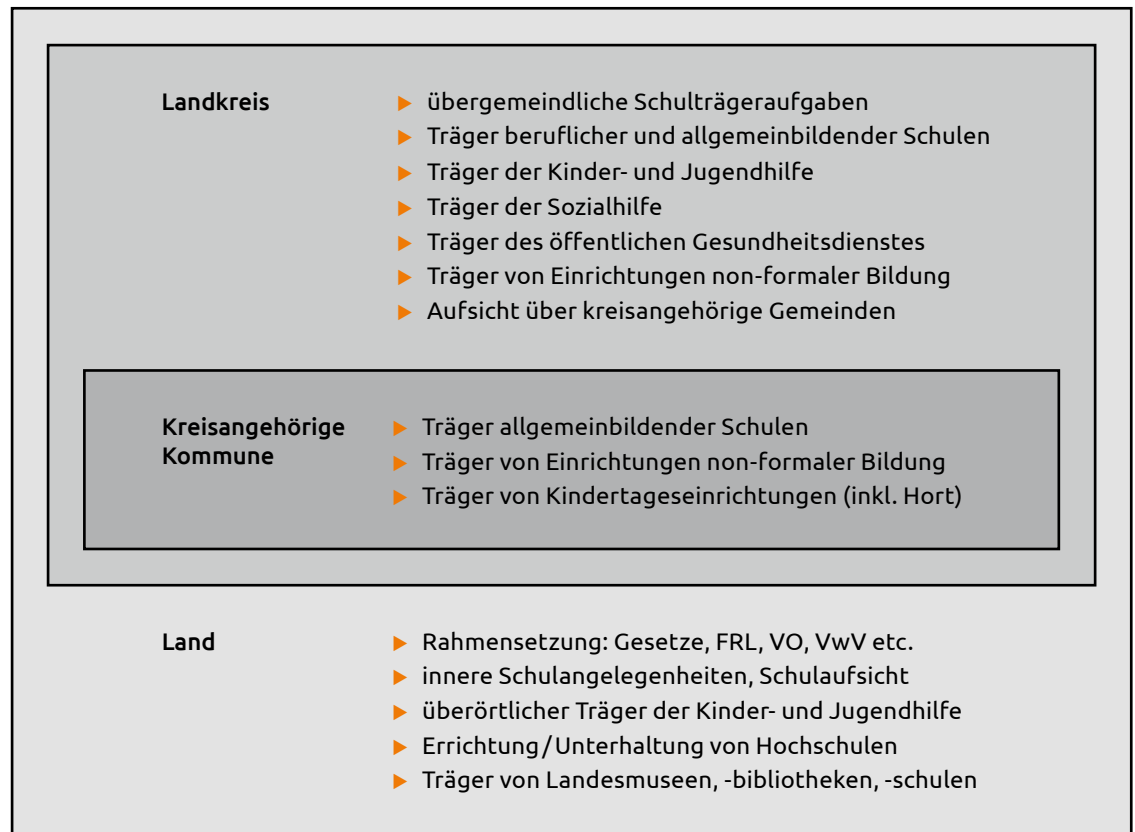 Landkreis
▶ übergemeindliche Schulträgeraufgaben
▶ Träger beruflicher und allgemeinbildender Schulen
▶ Träger der Kinder- und Jugendhilfe
▶ Träger der Sozialhilfe
▶ Träger des öffentlichen Gesundheitsdienstes
▶ Träger von Einrichtungen non-formaler Bildung
▶ Aufsicht über kreisangehörige Gemeinden
Kreisangehörige
Kommune
▶ Träger allgemeinbildender Schulen
▶ Träger von Einrichtungen non-formaler Bildung
▶ Träger von Kindertageseinrichtungen (inkl. Hort)
Land
▶ Rahmensetzung: Gesetze, FRL, VO, VwV etc.
▶ innere Schulangelegenheiten, Schulaufsicht
▶ überörtlicher Träger der Kinder- und Jugendhilfe
▶ Errichtung/Unterhaltung von Hochschulen
▶ Träger von Landesmuseen, -bibliotheken, -schulen